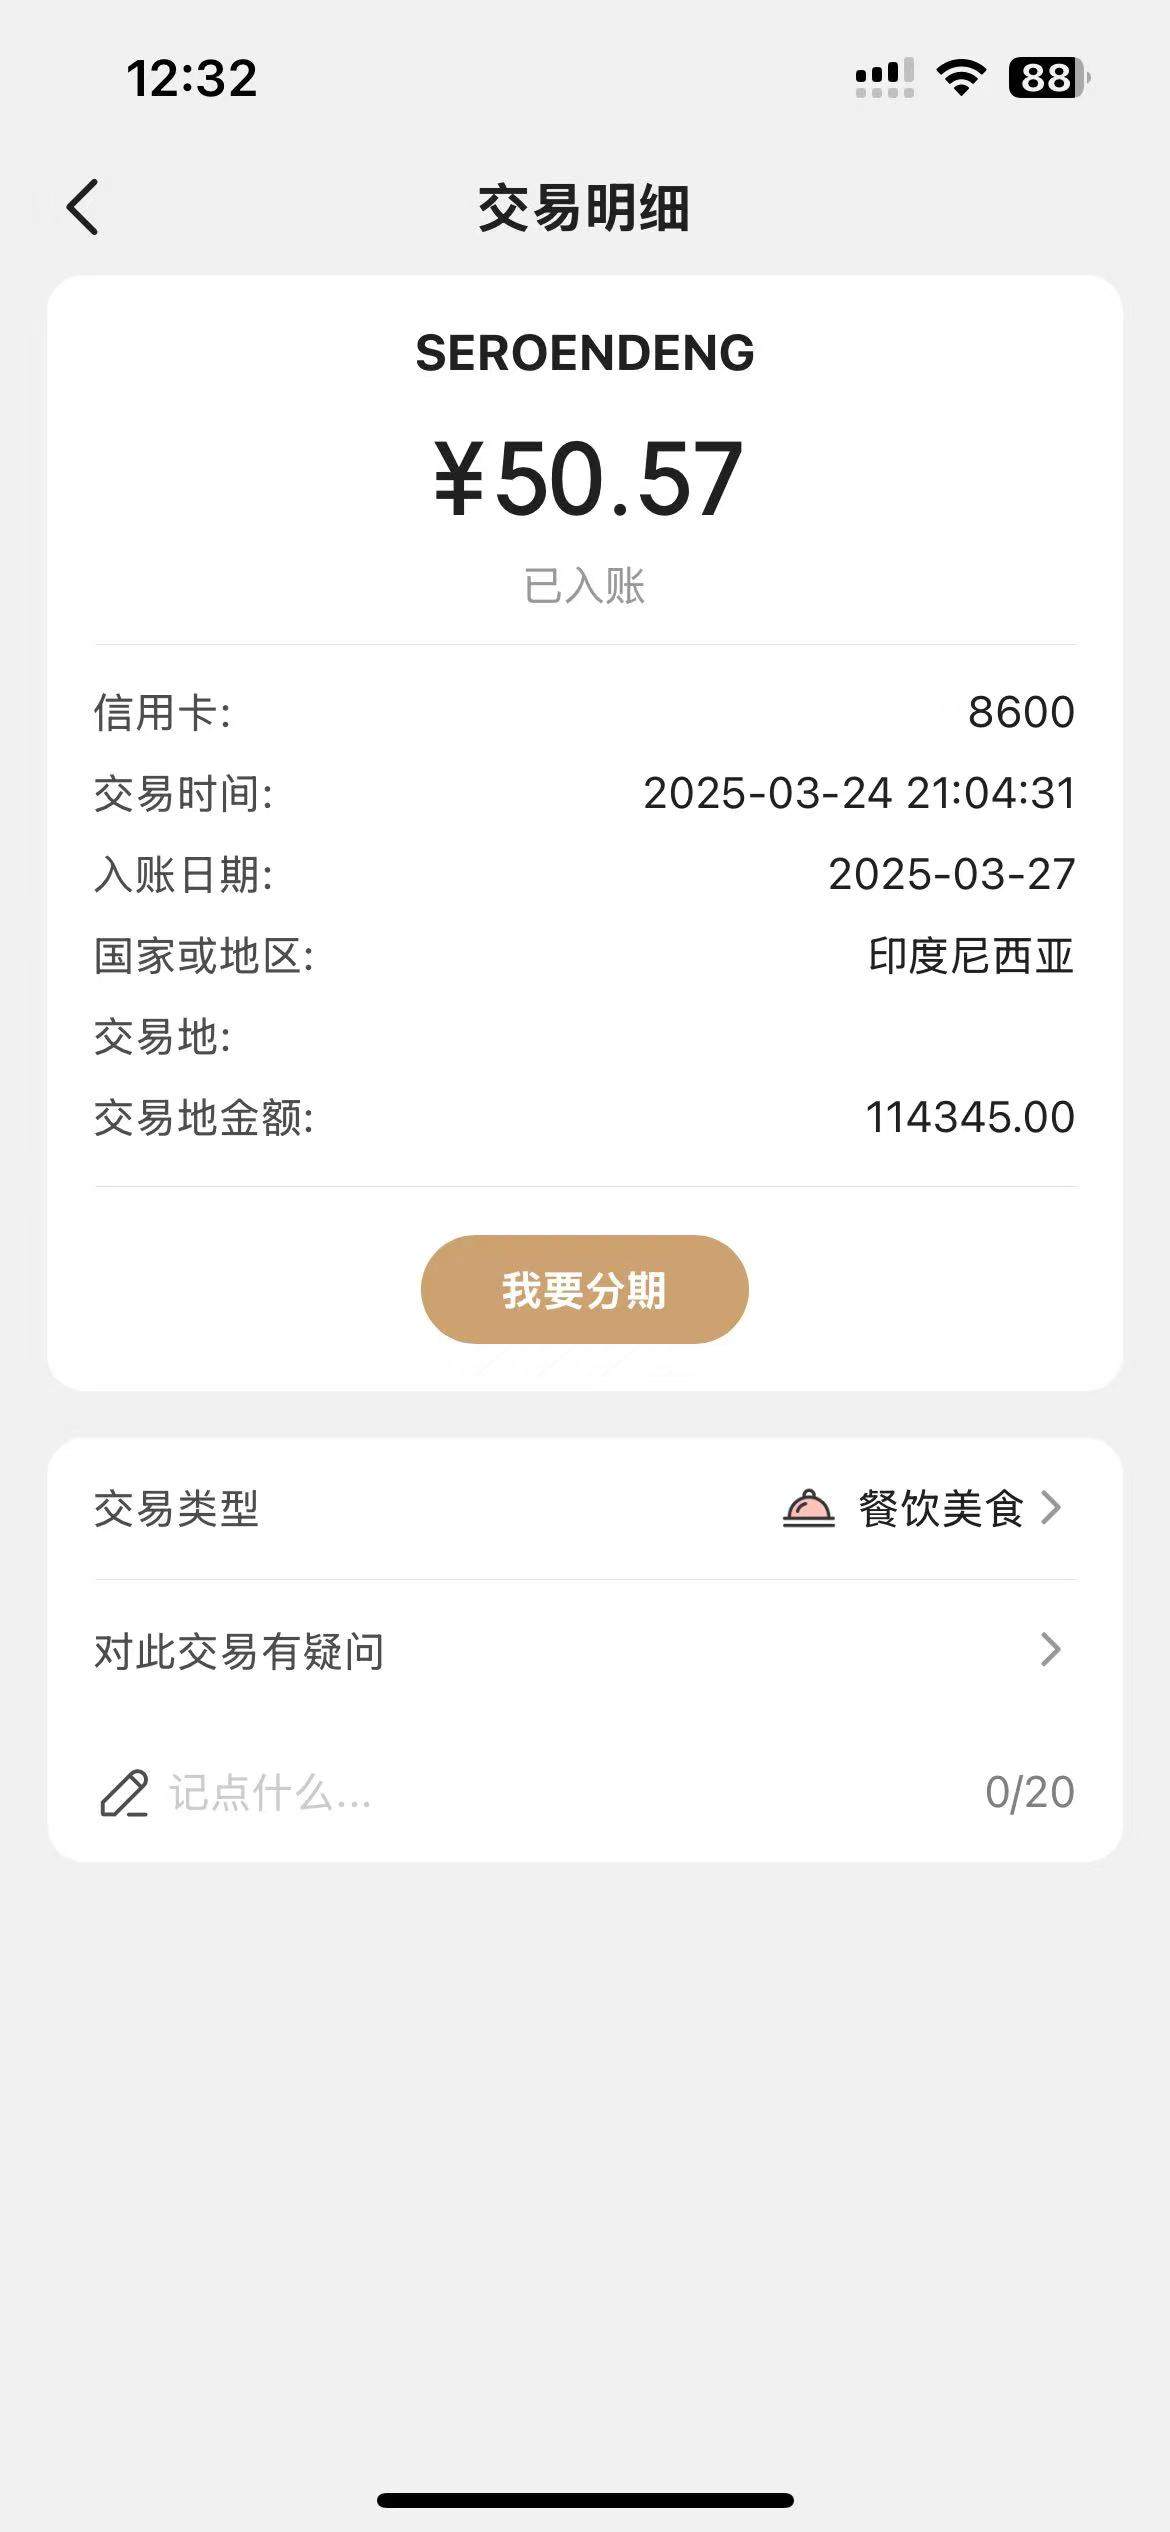 12:32
88
交易明细
SEROENDENG
¥50.57
已入账
信用卡: 8600
交易时间: 2025-03-24 21:04:31
入账日期: 2025-03-27
国家或地区: 印度尼西亚
交易地:
交易地金额: 114345.00
我要分期
交易类型 餐饮美食
对此交易有疑问
记点什么... 0/20